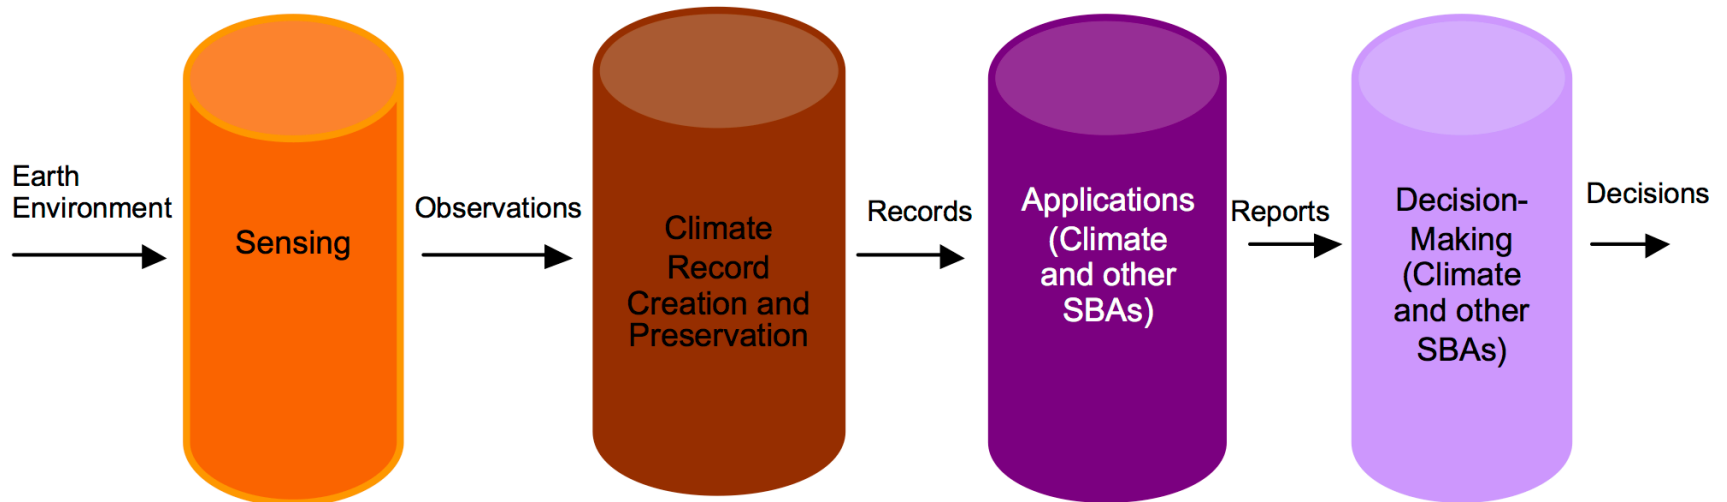 Earth
Environment
Sensing
Observations
Climate
Record
Creation and
Preservation
Records
Applications
(Climate
and other
SBAs)
Reports
Decision-
Making
(Climate
and other
SBAs)
Decisions